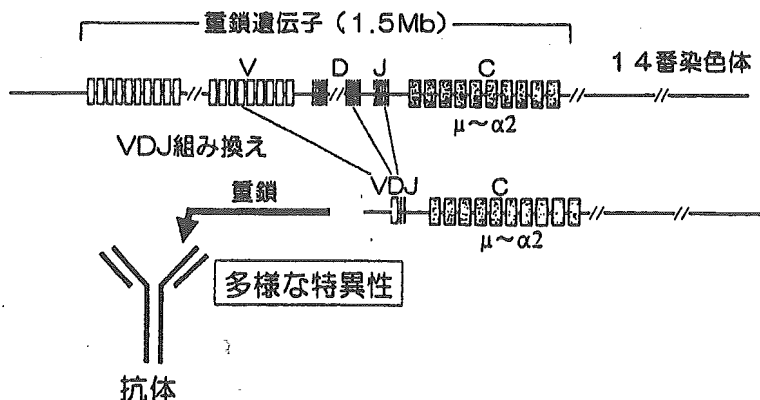 重鎖遺伝子（1.5Mb）
V D J C 14番染色体
μ～α2
VDJ組み換え
VDJ C
重鎖 μ～α2
多様な特異性
抗体